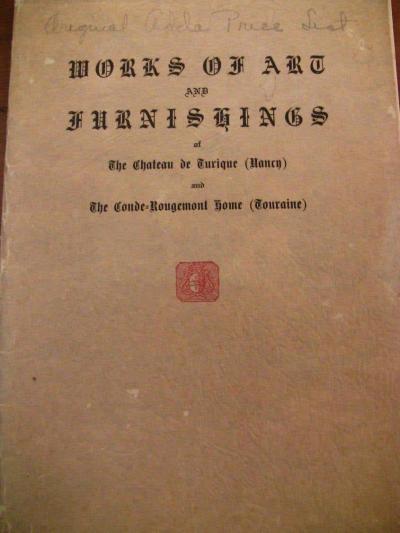 Original Price List
WORKS OF ART
AND
FURNISHINGS
of
The Chateau de Turique (Nancy)
and
The Conde-Rougemont Home (Touraine)